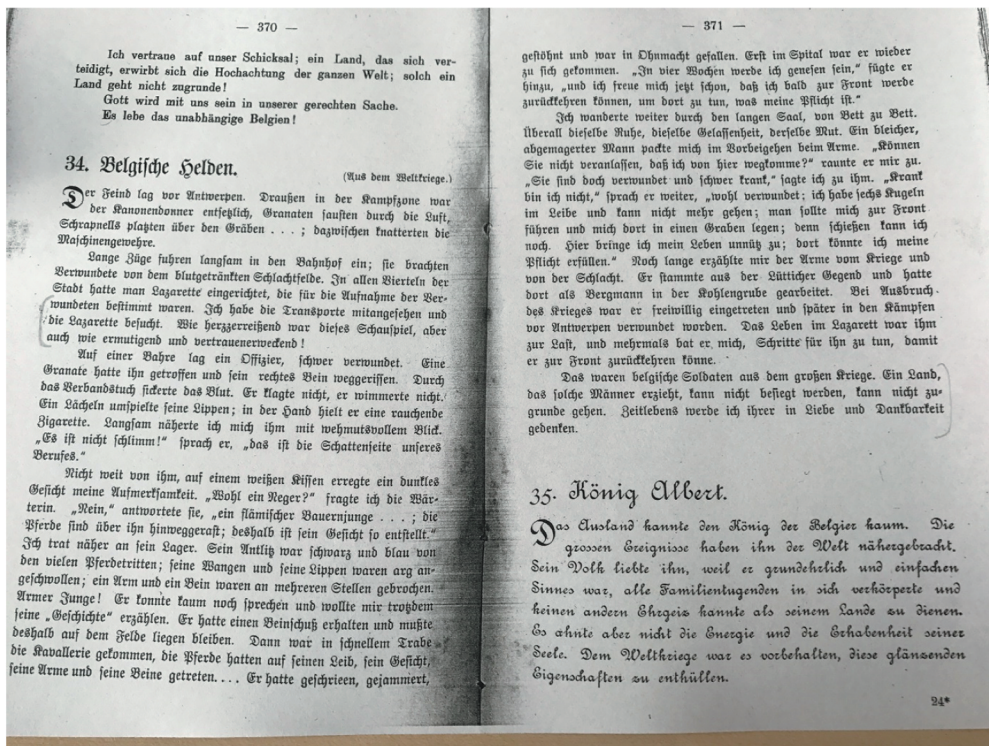 — 370 —
Ich vertraue auf unser Schicksal; ein Land, das sich ver-
teidigt, erwirbt sich die Hochachtung der ganzen Welt; solch ein
Land geht nicht zugrunde!
Gott wird mit uns sein in unserer gerechten Sache.
Es lebe das unabhängige Belgien!
34. Belgische Helden.
(Aus dem Weltkriege.)
Der Feind lag vor Antwerpen. Draußen in der Kampfzone war
der Kanonendonner entsetzlich, Granaten sausten durch die Luft,
Schrapnells platzten über den Gräben . . . ; dazwischen knatterten die
Maschinengewehre.
Lange Züge fuhren langsam in den Bahnhof ein; sie brachten
Verwundete von dem blutgetränkten Schlachtfelde. In allen Vierteln der
Stadt hatte man Lazarette eingerichtet, die für die Aufnahme der Ver-
wundeten bestimmt waren. Ich habe die Transporte mitangesehen und
die Lazarette besucht. Wie herzzerreißend war dieses Schauspiel, aber
auch wie ermutigend und vertrauenerweckend!
Auf einer Bahre lag ein Offizier, schwer verwundet. Eine
Granate hatte ihn getroffen und sein rechtes Bein weggerissen. Durch
das Verbandstuch sickerte das Blut. Er klagte nicht, er wimmerte nicht.
Ein Lächeln umspielte seine Lippen; in der Hand hielt er eine rauchende
Zigarette. Langsam näherte ich mich ihm mit wehmutsvollem Blick.
„Es ist nicht schlimm!“ sprach er, „das ist die Schattenseite unseres
Berufes.“
Nicht weit von ihm, auf einem weißen Kissen erregte ein dunkles
Gesicht meine Aufmerksamkeit. „Wohl ein Neger?“ fragte ich die Wär-
terin. „Nein,“ antwortete sie, „ein flämischer Bauernjunge . . . ; die
Pferde sind über ihn hinweggerast; deshalb ist sein Gesicht so entstellt.“
Ich trat näher an sein Lager. Sein Antlitz war schwarz und blau von
den vielen Pferdetritten; seine Wangen und seine Lippen waren arg an-
geschwollen; ein Arm und ein Bein waren an mehreren Stellen gebrochen.
Armer Junge! Er konnte kaum noch sprechen und wollte mir trotzdem
seine „Geschichte“ erzählen. Er hatte einen Beinschuß erhalten und mußte
deshalb auf dem Felde liegen bleiben. Dann war in schnellem Trabe
die Kavallerie gekommen, die Pferde hatten auf seinen Leib, sein Gesicht,
seine Arme und seine Beine getreten.... Er hatte geschrieen, gejammert,
— 371 —
gestöhnt und war in Ohnmacht gefallen. Erst im Spital war er wieder
zu sich gekommen. „In vier Wochen werde ich genesen sein,“ fügte er
hinzu, „und ich freue mich jetzt schon, daß ich bald zur Front werde
zurückkehren können, um dort zu tun, was meine Pflicht ist.“
Ich wanderte weiter durch den langen Saal, von Bett zu Bett.
Überall dieselbe Ruhe, dieselbe Gelassenheit, derselbe Mut. Ein bleicher,
abgemagerter Mann packte mich im Vorbeigehen beim Arme. „Können
Sie nicht veranlassen, daß ich von hier wegkomme?“ raunte er mir zu.
„Sie sind doch verwundet und schwer krank,“ sagte ich zu ihm. „Krank
bin ich nicht,“ sprach er weiter, „wohl verwundet; ich habe sechs Kugeln
im Leibe und kann nicht mehr gehen; man sollte mich zur Front
führen und mich dort in einen Graben legen; denn schießen kann ich
noch. Hier bringe ich mein Leben unnütz zu; dort könnte ich meine
Pflicht erfüllen.“ Noch lange erzählte mir der Arme vom Kriege und
von der Schlacht. Er stammte aus der Lütticher Gegend und hatte
dort als Bergmann in der Kohlengrube gearbeitet. Bei Ausbruch
des Krieges war er freiwillig eingetreten und später in den Kämpfen
vor Antwerpen verwundet worden. Das Leben im Lazarett war ihm
zur Last, und mehrmals bat er mich, Schritte für ihn zu tun, damit
er zur Front zurückkehren könne.
Das waren belgische Soldaten aus dem großen Kriege. Ein Land,
das solche Männer erzieht, kann nicht besiegt werden, kann nicht zu-
grunde gehen. Zeitlebens werde ich ihrer in Liebe und Dankbarkeit
gedenken.
35. König Albert.
Das Ausland kannte den König der Belgier kaum. Die
grossen Ereignisse haben ihn der Welt nähergebracht.
Sein Volk liebte ihn, weil er grundehrlich und einfachen
Sinnes war, alle Familientugenden in sich verkörperte und
keinen andern Ehrgeiz kannte als seinem Lande zu dienen.
Es ahnte aber nicht die Energie und die Erhabenheit seiner
Seele. Dem Weltkriege war es vorbehalten, diese glänzenden
Eigenschaften zu enthüllen.
24*